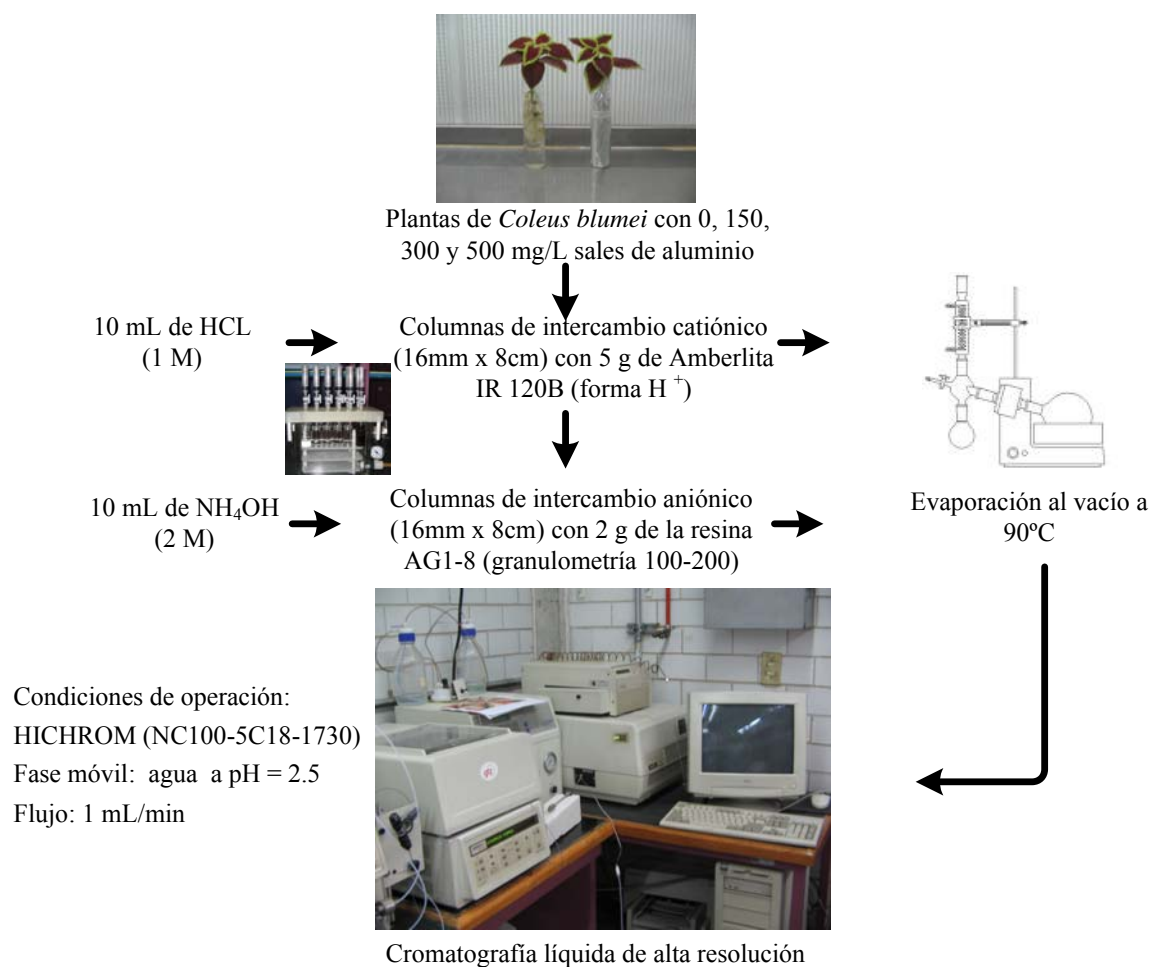 Plantas de Coleus blumei con 0, 150,
300 y 500 mg/L sales de aluminio
10 mL de HCL
(1 M)
Columnas de intercambio catiónico
(16mm x 8cm) con 5 g de Amberlita
IR 120B (forma H +)
10 mL de NH4OH
(2 M)
Columnas de intercambio aniónico
(16mm x 8cm) con 2 g de la resina
AG1-8 (granulometría 100-200)
Evaporación al vacío a
90ºC
Condiciones de operación:
HICHROM (NC100-5C18-1730)
Fase móvil: agua a pH = 2.5
Flujo: 1 mL/min
Cromatografía líquida de alta resolución